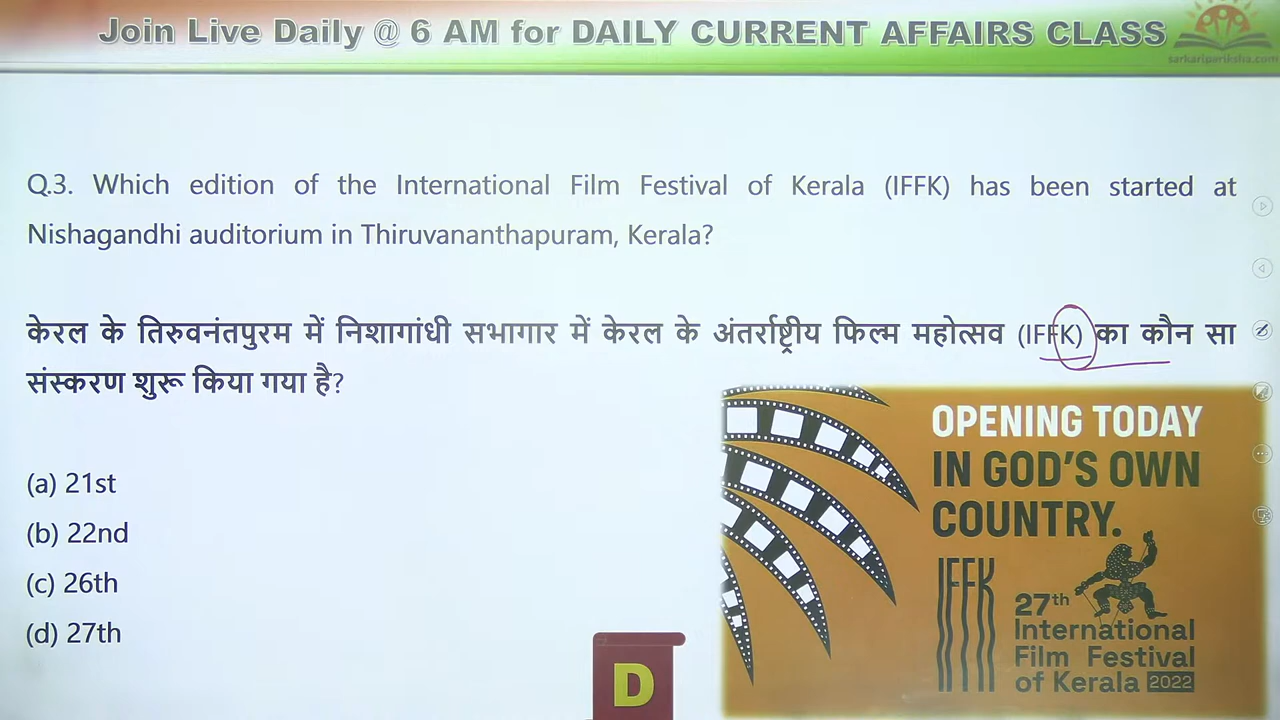 Join Live Daily @ 6 AM for DAILY CURRENT AFFAIRS CLASS
sarkaripariksha.com
Q.3. Which edition of the International Film Festival of Kerala (IFFK) has been started at
Nishagandhi auditorium in Thiruvananthapuram, Kerala?
केरल के तिरुवनंतपुरम में निशागांधी सभागार में केरल के अंतर्राष्ट्रीय फिल्म महोत्सव (IFFK) का कौन सा
संस्करण शुरू किया गया है?
(a) 21st
(b) 22nd
(c) 26th
(d) 27th
D
OPENING TODAY
IN GOD'S OWN
COUNTRY.
IFFK
27th
International
Film Festival
of Kerala 2022